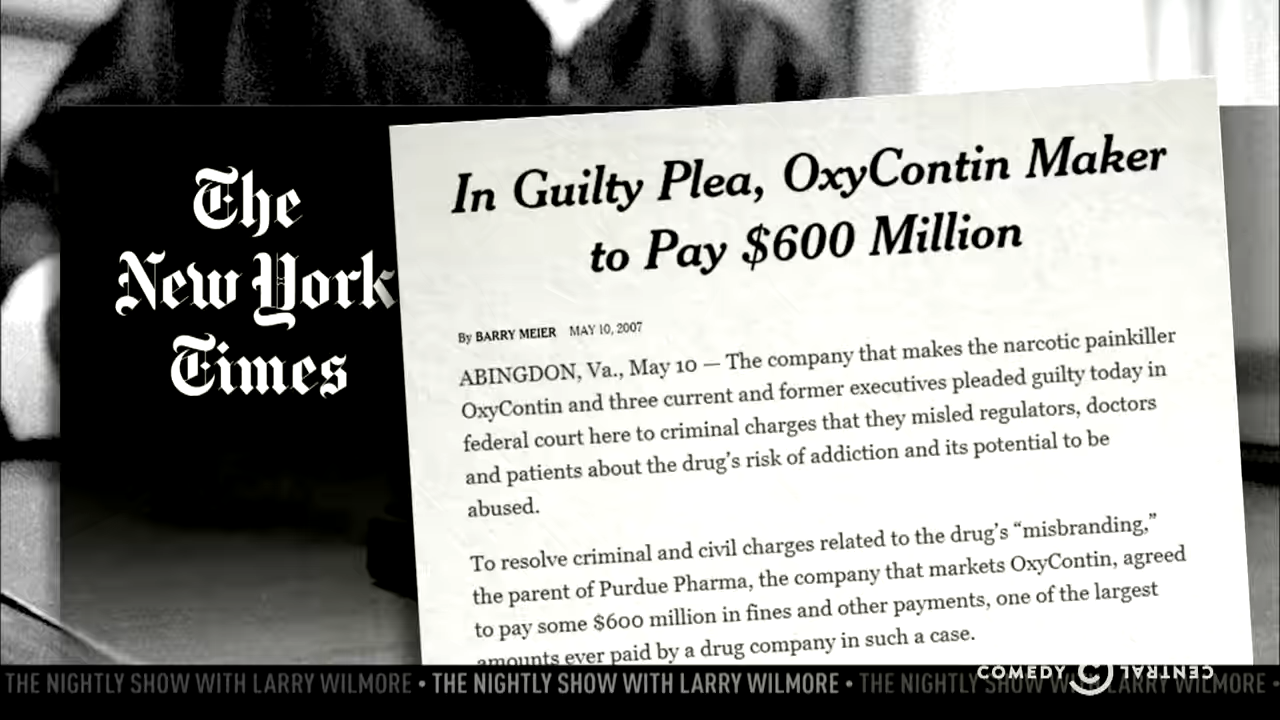 The
New York
Times
In Guilty Plea, OxyContin Maker
to Pay $600 Million
By BARRY MEIER MAY 10, 2007
ABINGDON, Va., May 10 — The company that makes the narcotic painkiller
OxyContin and three current and former executives pleaded guilty today in
federal court here to criminal charges that they misled regulators, doctors
and patients about the drug's risk of addiction and its potential to be
abused.
To resolve criminal and civil charges related to the drug's “misbranding,”
the parent of Purdue Pharma, the company that markets OxyContin, agreed
to pay some $600 million in fines and other payments, one of the largest
amounts ever paid by a drug company in such a case.
THE NIGHTLY SHOW WITH LARRY WILMORE • THE NIGHTLY SHOW WITH LARRY WILMORE • THE NIGHTLY SHOW WITH LARRY WILMORE •
COMEDY CENTRAL